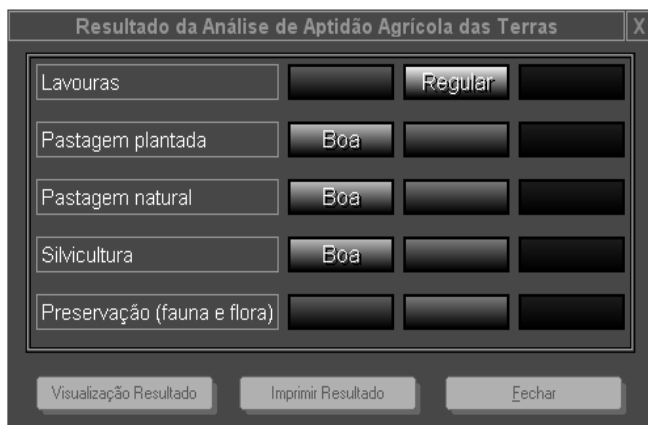 Resultado da Análise de Aptidão Agrícola das Terras X
Lavouras Regular
Pastagem plantada Boa
Pastagem natural Boa
Silvicultura Boa
Preservação (fauna e flora)
Visualização Resultado Imprimir Resultado Fechar